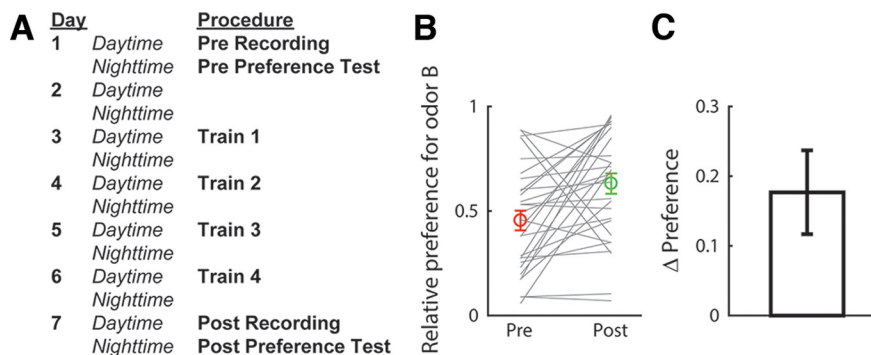 A
Day Procedure
1 Daytime Pre Recording
Nighttime Pre Preference Test
2 Daytime
Nighttime
3 Daytime Train 1
Nighttime
4 Daytime Train 2
Nighttime
5 Daytime Train 3
Nighttime
6 Daytime Train 4
Nighttime
7 Daytime Post Recording
Nighttime Post Preference Test
B
Relative preference for odor B
1
0.5
0
Pre Post
C
Δ Preference
0.3
0.2
0.1
0